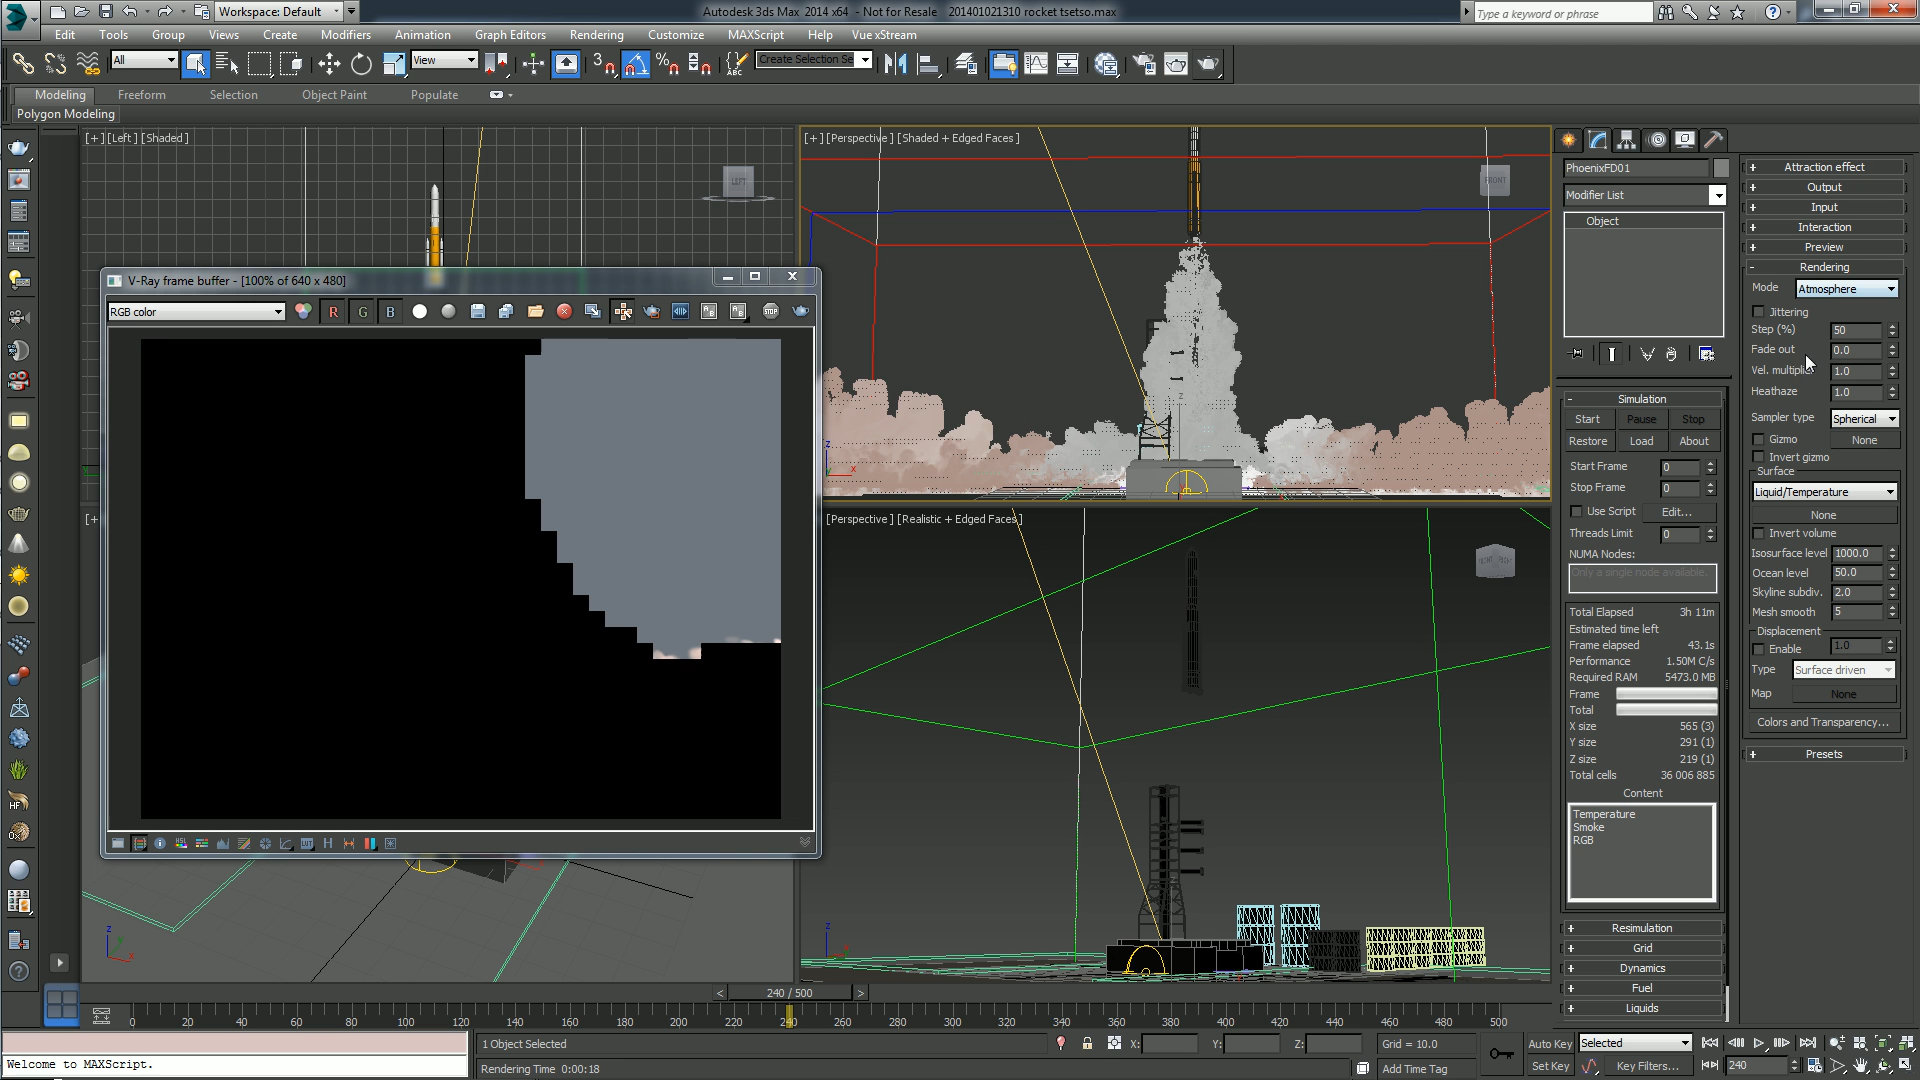 Workspace: Default
Autodesk 3ds Max 2014 x64 - Not for Resale 201401021310 rocket tsetso.max
Type a keyword or phrase
Edit Tools Group Views Create Modifiers Animation Graph Editors Rendering Customize MAXScript Help Vue xStream
All
View
Create Selection Se
Modeling Freeform Selection Object Paint Populate
Polygon Modeling
[+] [Left] [Shaded]
LEFT
[+] [Perspective] [Shaded + Edged Faces]
FRONT
[Perspective] [Realistic + Edged Faces]
V-Ray frame buffer - [100% of 640 x 480]
RGB color
R G B
STOP
PhoenixFD01
Modifier List
Object
Simulation
Start Pause Stop
Restore Load About
Start Frame 0
Stop Frame 0
Use Script Edit...
Threads Limit 0
NUMA Nodes:
Only a single node available.
Total Elapsed 3h 11m
Estimated time left
Frame elapsed 43.1s
Performance 1.50M C/s
Required RAM 5473.0 MB
Frame
Total
X size 565 (3)
Y size 291 (1)
Z size 219 (1)
Total cells 36 006 885
Content
Temperature
Smoke
RGB
Resimulation
Grid
Dynamics
Fuel
Liquids
Attraction effect
Output
Input
Interaction
Preview
Rendering
Mode Atmosphere
Jittering
Step (%) 50
Fade out 0.0
Vel. multipli 1.0
Heathaze 1.0
Sampler type Spherical
Gizmo None
Invert gizmo
Surface
Liquid/Temperature
None
Invert volume
Isosurface level 1000.0
Ocean level 50.0
Skyline subdiv. 2.0
Mesh smooth 5
Displacement
Enable 1.0
Type Surface driven
Map None
Colors and Transparency...
Presets
240 / 500
0 20 40 60 80 100 120 140 160 180 200 220 240 260 280 300 320 340 360 380 400 420 440 460 480 500
Welcome to MAXScript.
1 Object Selected
X: Y: Z: Grid = 10.0
Rendering Time 0:00:18
Add Time Tag
Auto Key Selected
Set Key Key Filters... 240